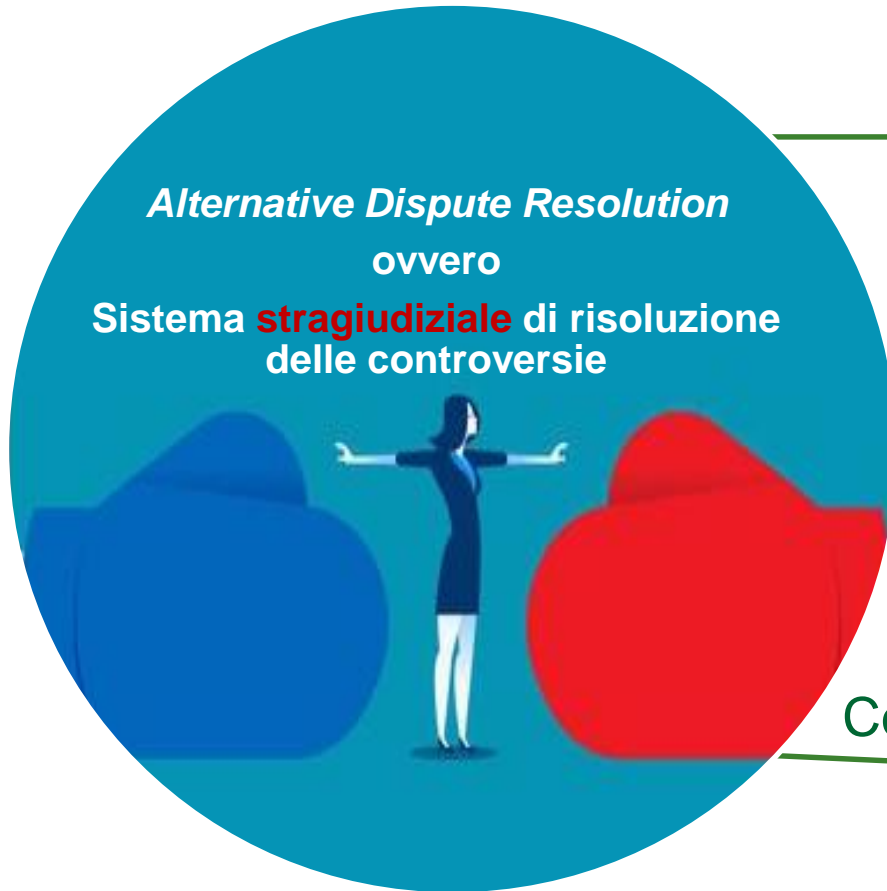 Alternative Dispute Resolution
ovvero
Sistema stragiudiziale di risoluzione
delle controversie